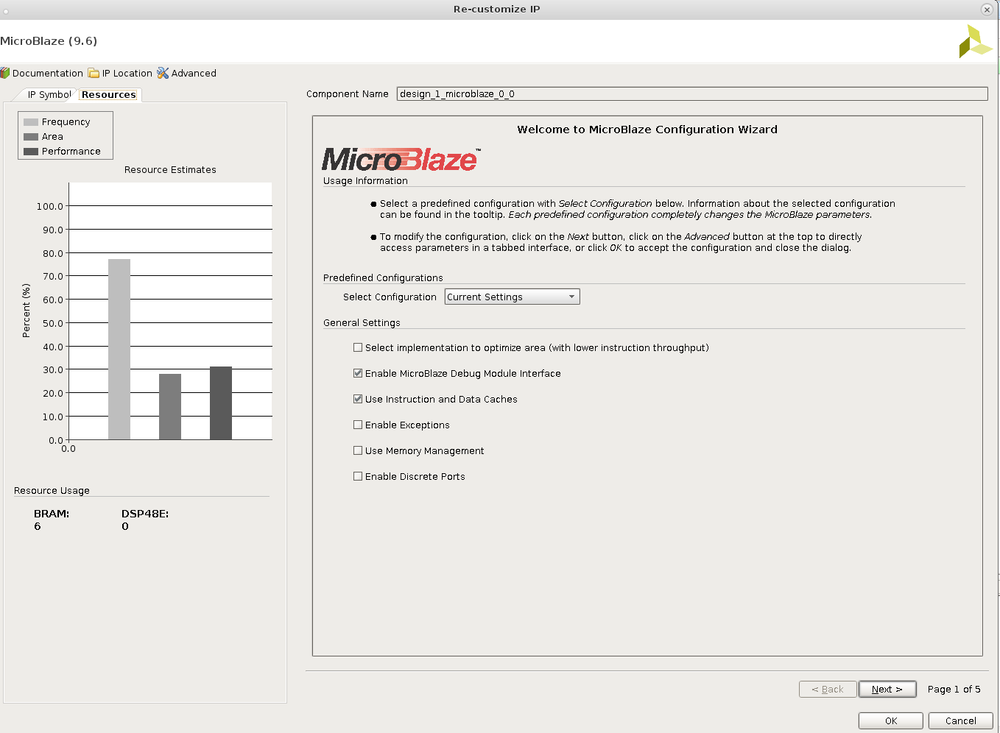 Re-customize IP
MicroBlaze (9.6)
Documentation IP Location Advanced
IP Symbol Resources
Frequency
Area
Performance
Resource Estimates
Percent (%)
100.0
90.0
80.0
70.0
60.0
50.0
40.0
30.0
20.0
10.0
0.0
0.0
Resource Usage
BRAM: DSP48E:
6 0
Component Name design_1_microblaze_0_0
Welcome to MicroBlaze Configuration Wizard
MicroBlaze™
Usage Information
● Select a predefined configuration with Select Configuration below. Information about the selected configuration
can be found in the tooltip. Each predefined configuration completely changes the MicroBlaze parameters.
● To modify the configuration, click on the Next button, click on the Advanced button at the top to directly
access parameters in a tabbed interface, or click OK to accept the configuration and close the dialog.
Predefined Configurations
Select Configuration Current Settings
General Settings
Select implementation to optimize area (with lower instruction throughput)
Enable MicroBlaze Debug Module Interface
Use Instruction and Data Caches
Enable Exceptions
Use Memory Management
Enable Discrete Ports
< Back Next > Page 1 of 5
OK Cancel